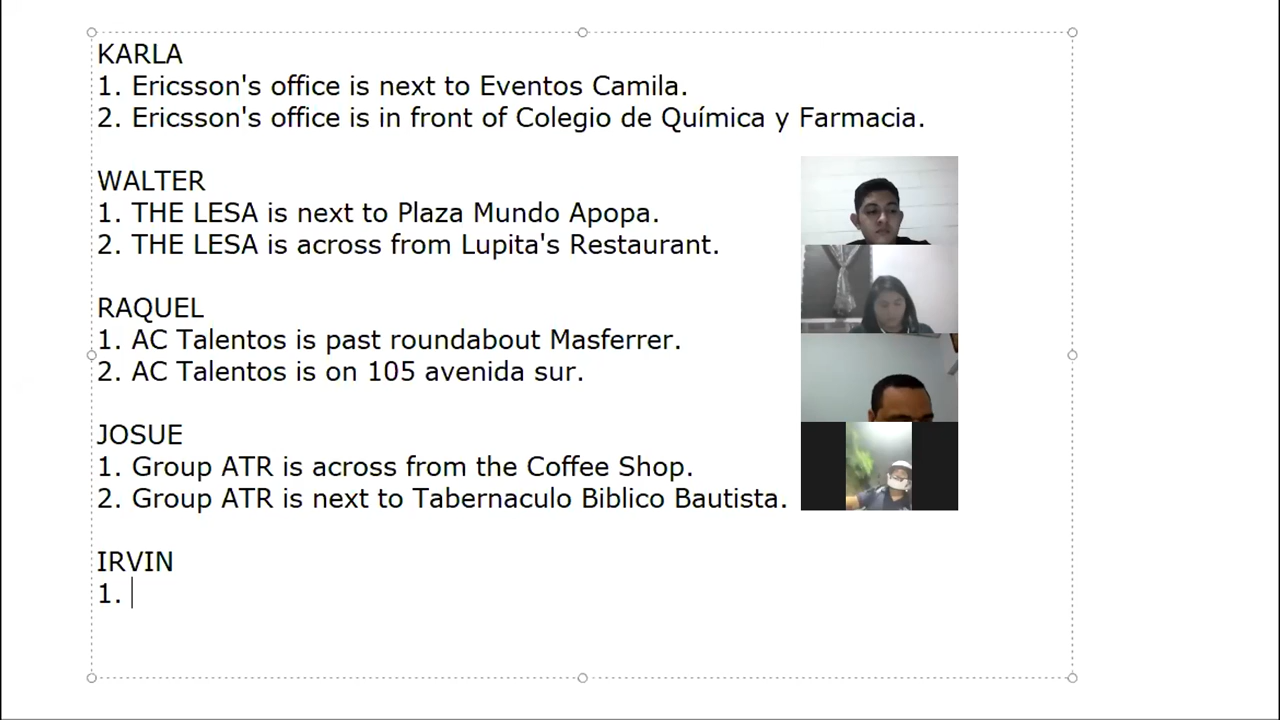 KARLA
1. Ericsson's office is next to Eventos Camila.
2. Ericsson's office is in front of Colegio de Química y Farmacia.
WALTER
1. THE LESA is next to Plaza Mundo Apopa.
2. THE LESA is across from Lupita's Restaurant.
RAQUEL
1. AC Talentos is past roundabout Masferrer.
2. AC Talentos is on 105 avenida sur.
JOSUE
1. Group ATR is across from the Coffee Shop.
2. Group ATR is next to Tabernaculo Biblico Bautista.
IRVIN
1.